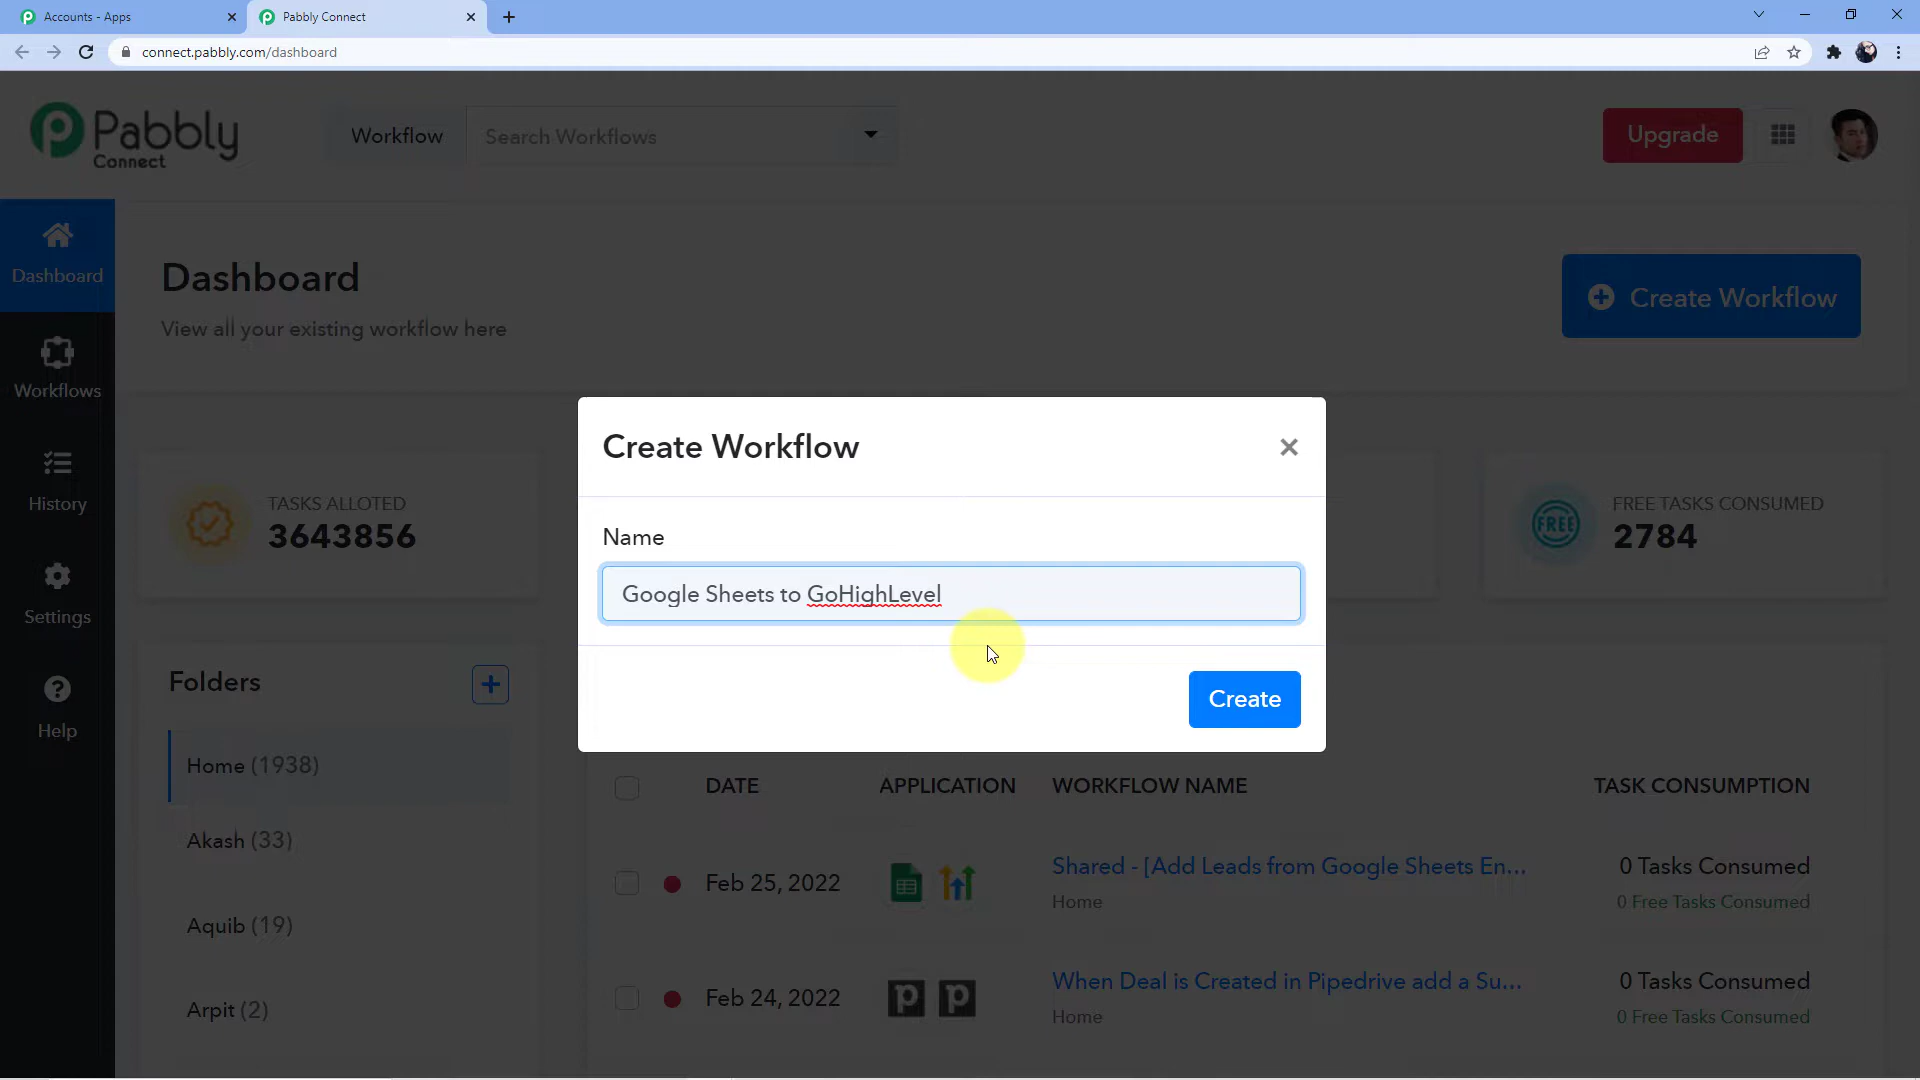 Accounts - Apps
Pabbly Connect
connect.pabbly.com/dashboard
Pabbly
Connect
Workflow
Search Workflows
Upgrade
Dashboard
Workflows
History
Settings
Help
Dashboard
View all your existing workflow here
Create Workflow
TASKS ALLOTED
3643856
FREE
FREE TASKS CONSUMED
2784
Create Workflow
Name
Google Sheets to GoHighLevel
Create
Folders
Home (1938)
Akash (33)
Aquib (19)
Arpit (2)
DATE APPLICATION WORKFLOW NAME TASK CONSUMPTION
Feb 25, 2022 Shared - [Add Leads from Google Sheets En... 0 Tasks Consumed
Home 0 Free Tasks Consumed
Feb 24, 2022 When Deal is Created in Pipedrive add a Su... 0 Tasks Consumed
Home 0 Free Tasks Consumed